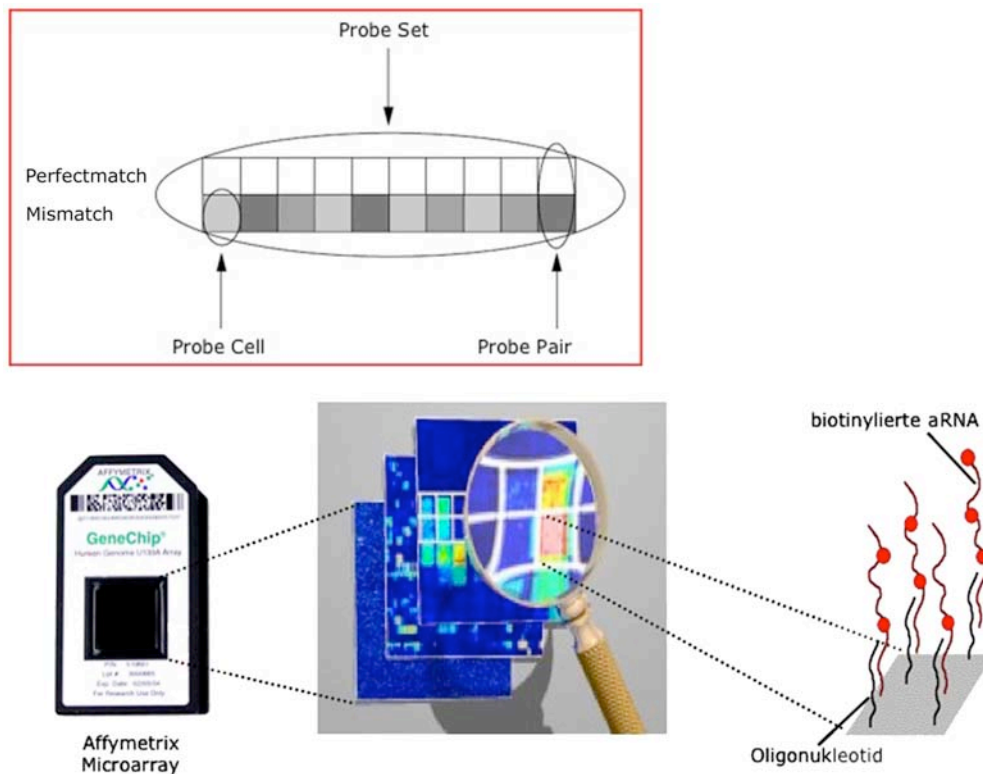 Probe Set
Perfectmatch
Mismatch
Probe Cell
Probe Pair
biotinylierte aRNA
AFFYMETRIX
GeneChip®
Human Genome U133A Array
Lot #
For Research Use Only
Oligonukleotid
Affymetrix
Microarray